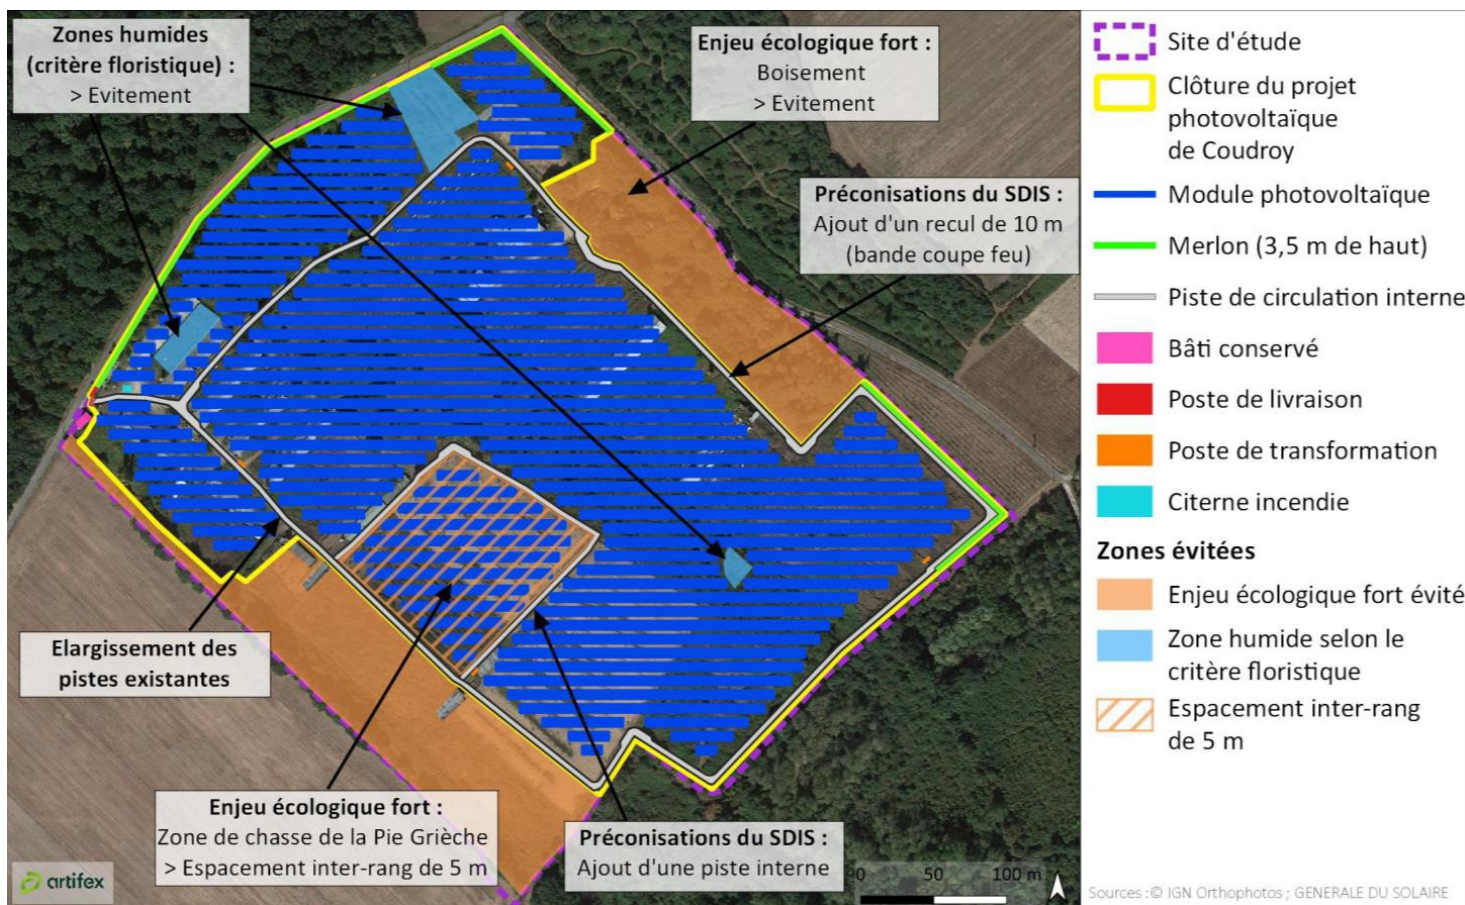 Zones humides
(critère floristique) :
> Evitement
Enjeu écologique fort :
Boisement
> Evitement
Préconisations du SDIS :
Ajout d'un recul de 10 m
(bande coupe feu)
Elargissement des
pistes existantes
Enjeu écologique fort :
Zone de chasse de la Pie Grièche
> Espacement inter-rang de 5 m
Préconisations du SDIS :
Ajout d'une piste interne
0 50 100 m
artifex
Site d'étude
Clôture du projet
photovoltaïque
de Coudroy
Module photovoltaïque
Merlon (3,5 m de haut)
Piste de circulation interne
Bâti conservé
Poste de livraison
Poste de transformation
Citerne incendie
Zones évitées
Enjeu écologique fort évité
Zone humide selon le
critère floristique
Espacement inter-rang
de 5 m
Sources :© IGN Orthophotos ; GENERALE DU SOLAIRE